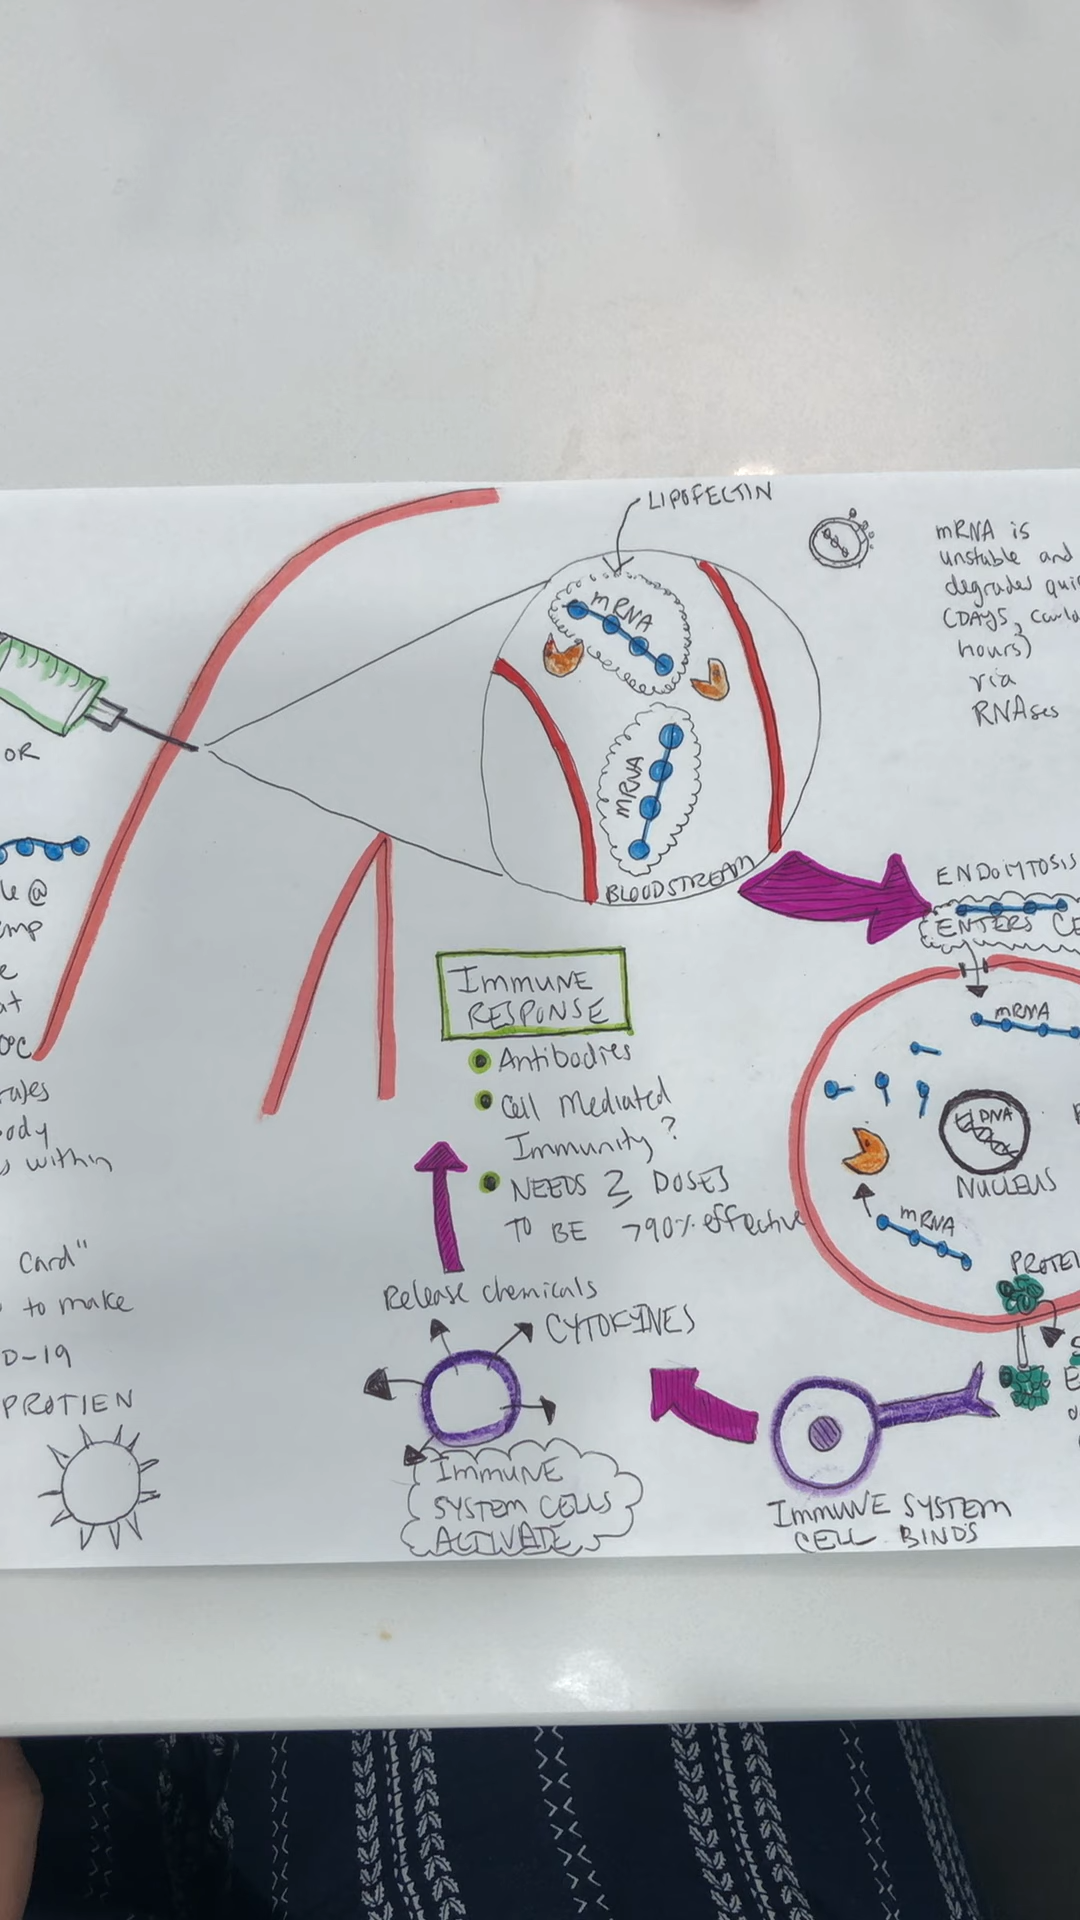 LIPOFECTIN
mRNA
mRNA
BLOODSTREAM
mRNA is
unstable and
degrades
(DAYS, could
hours)
via
RNAses
OR
@
ENDOCYTOSIS
ENTERS
mRNA
DNA
NUCLEUS
mRNA
IMMUNE
RESPONSE
Antibodies
Cell Mediated
Immunity?
NEEDS 2 DOSES
TO BE >90% effective
within
Card"
to make
D-19
PROTIEN
Release chemicals
CYTOKINES
IMMUNE
SYSTEM CELLS
ACTIVATE
IMMUNE SYSTEM
CELL BINDS